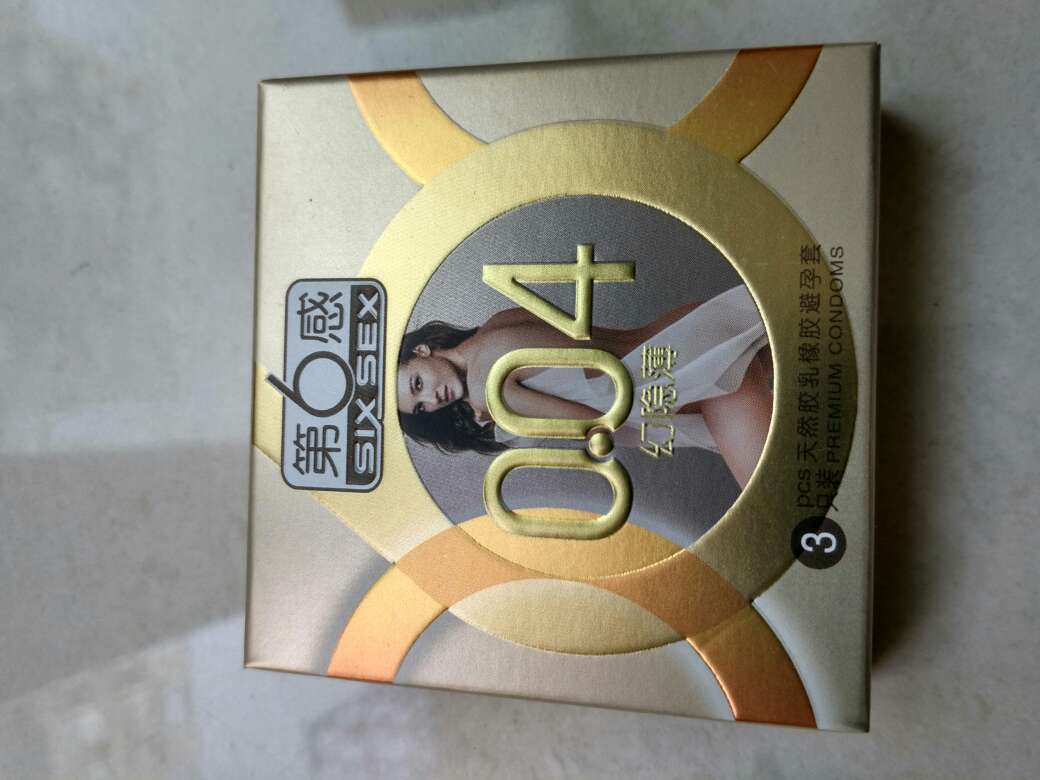 第6感
SIX SEX
0.04
幻隐薄
3 pcs 天然胶乳橡胶避孕套
只装 PREMIUM CONDOMS